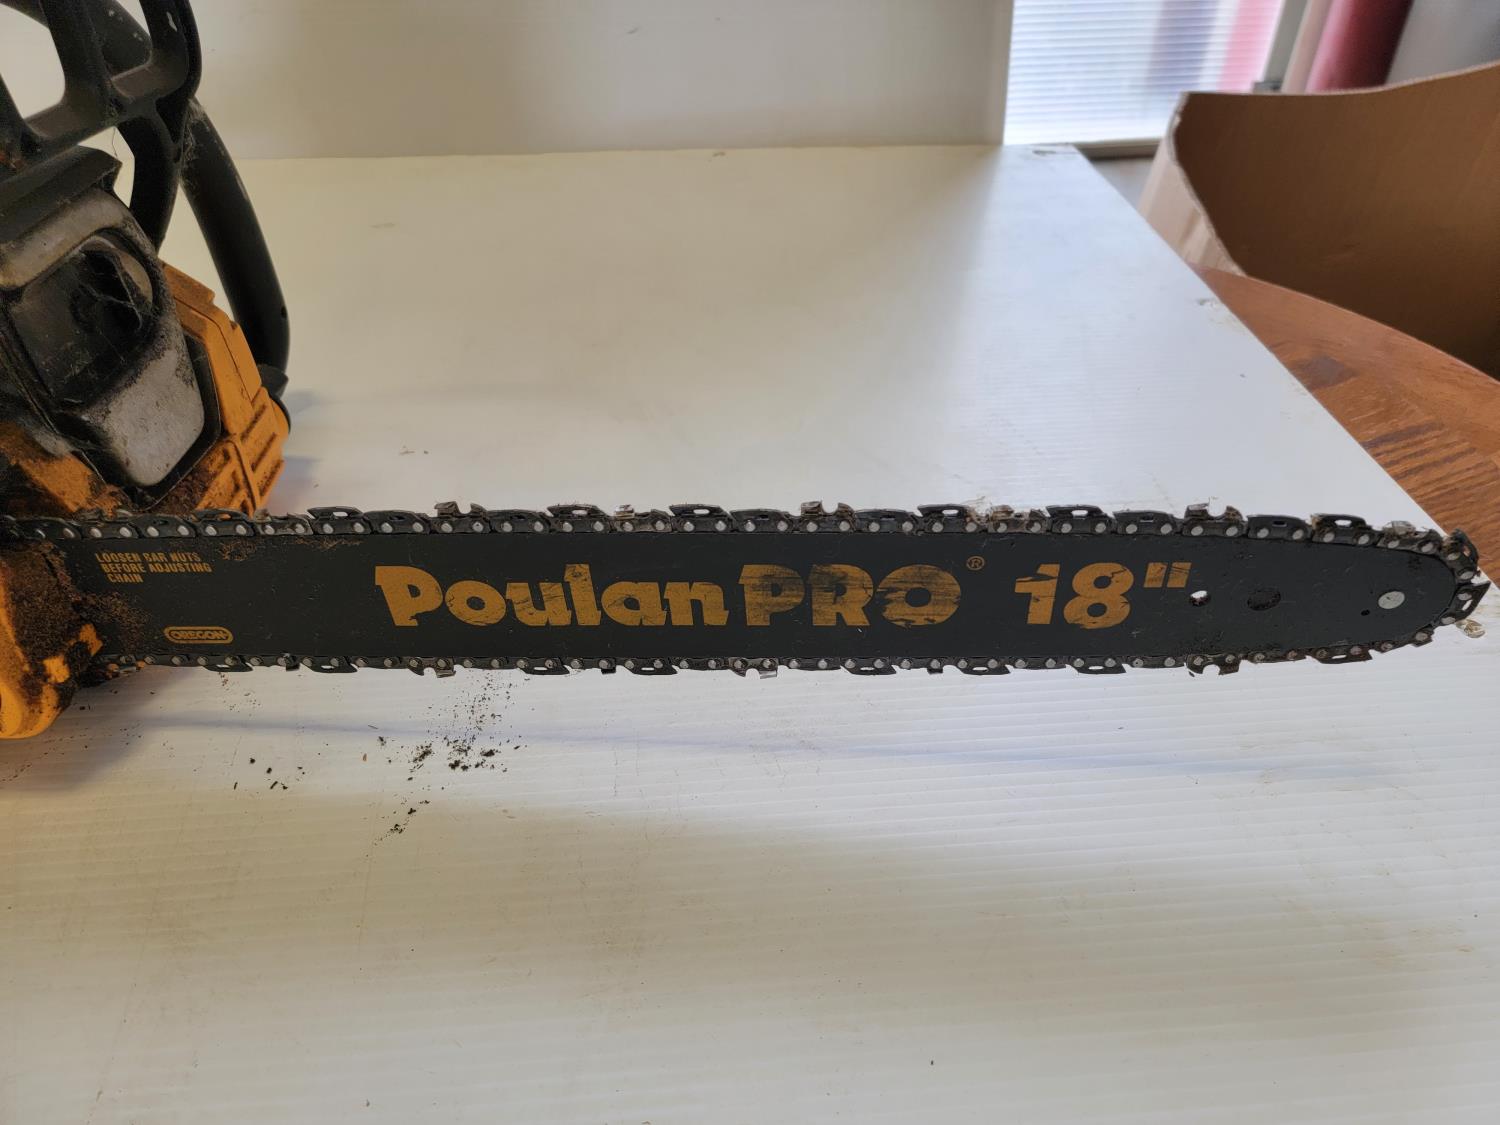 LOOSEN BAR NUTS
BEFORE ADJUSTING
CHAIN
OREGON
PoulanPRO® 18"